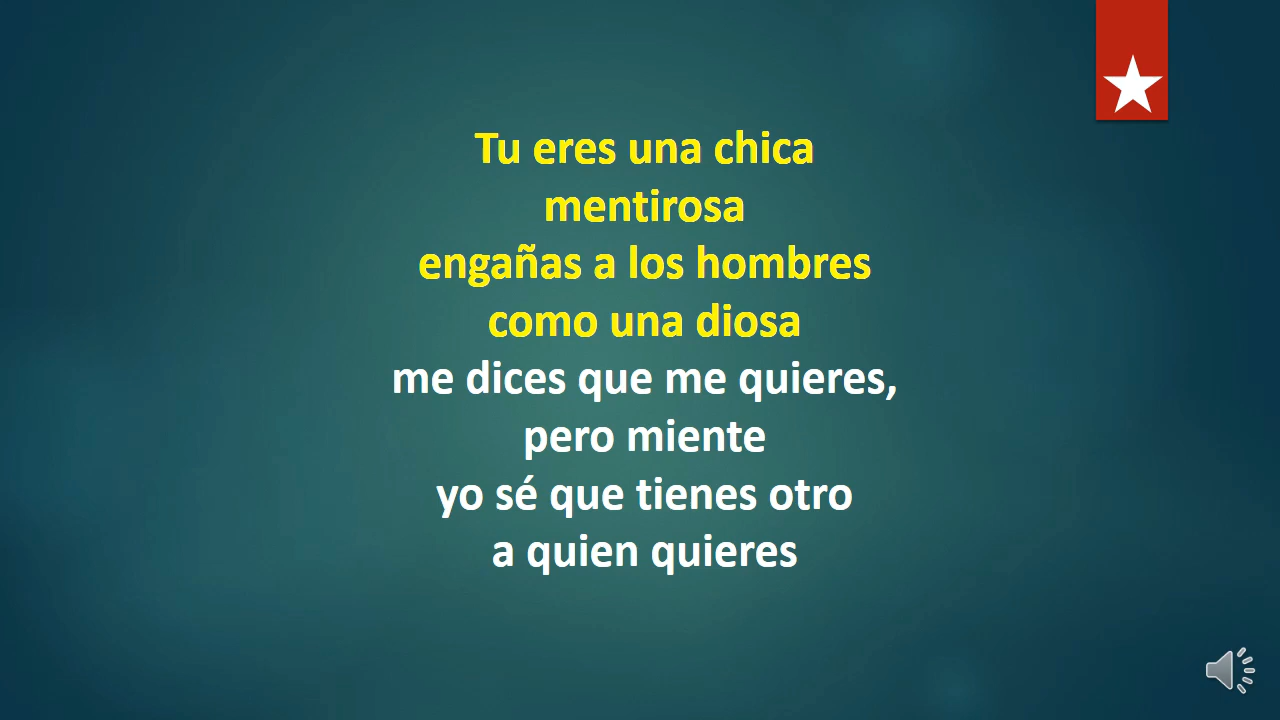 Tu eres una chica
mentirosa
engañas a los hombres
como una diosa
me dices que me quieres,
pero miente
yo sé que tienes otro
a quien quieres